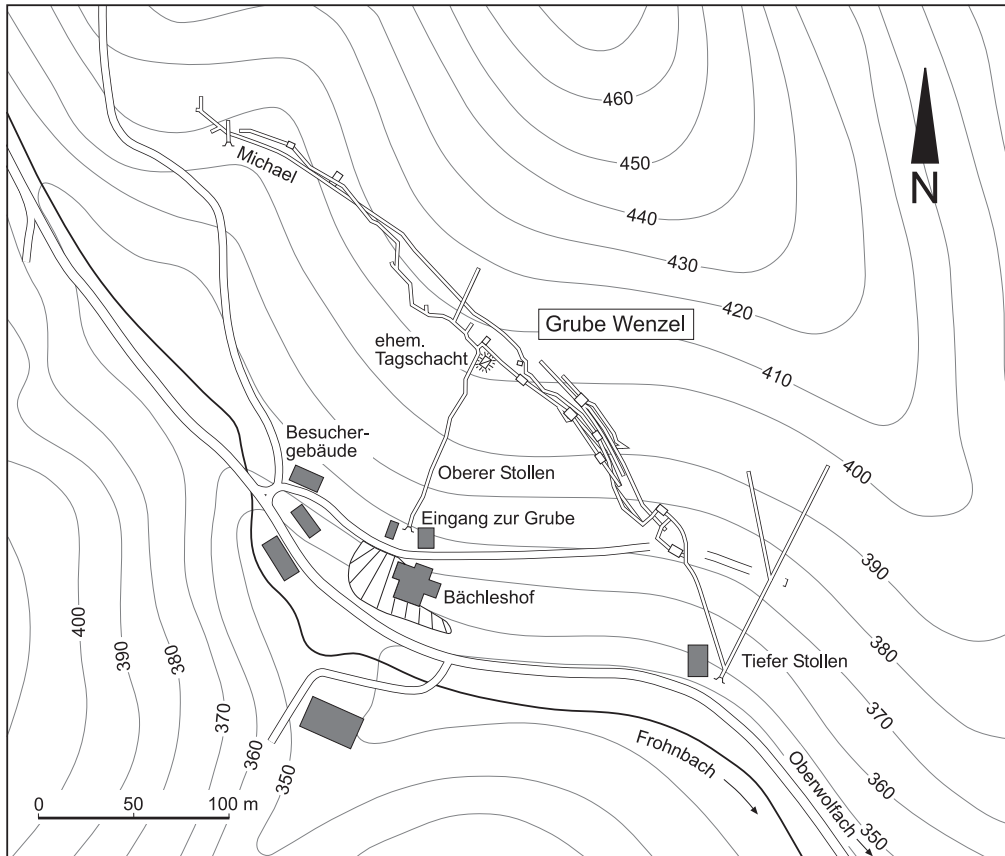 460
450
440
430
420
410
400
390
380
370
360
350
N
Michael
Grube Wenzel
ehem.
Tagschacht
Besucher-
gebäude
Oberer Stollen
Eingang zur Grube
Bächleshof
Tiefer Stollen
400
390
380
370
360
350
Frohnbach
Oberwolfach
0 50 100 m